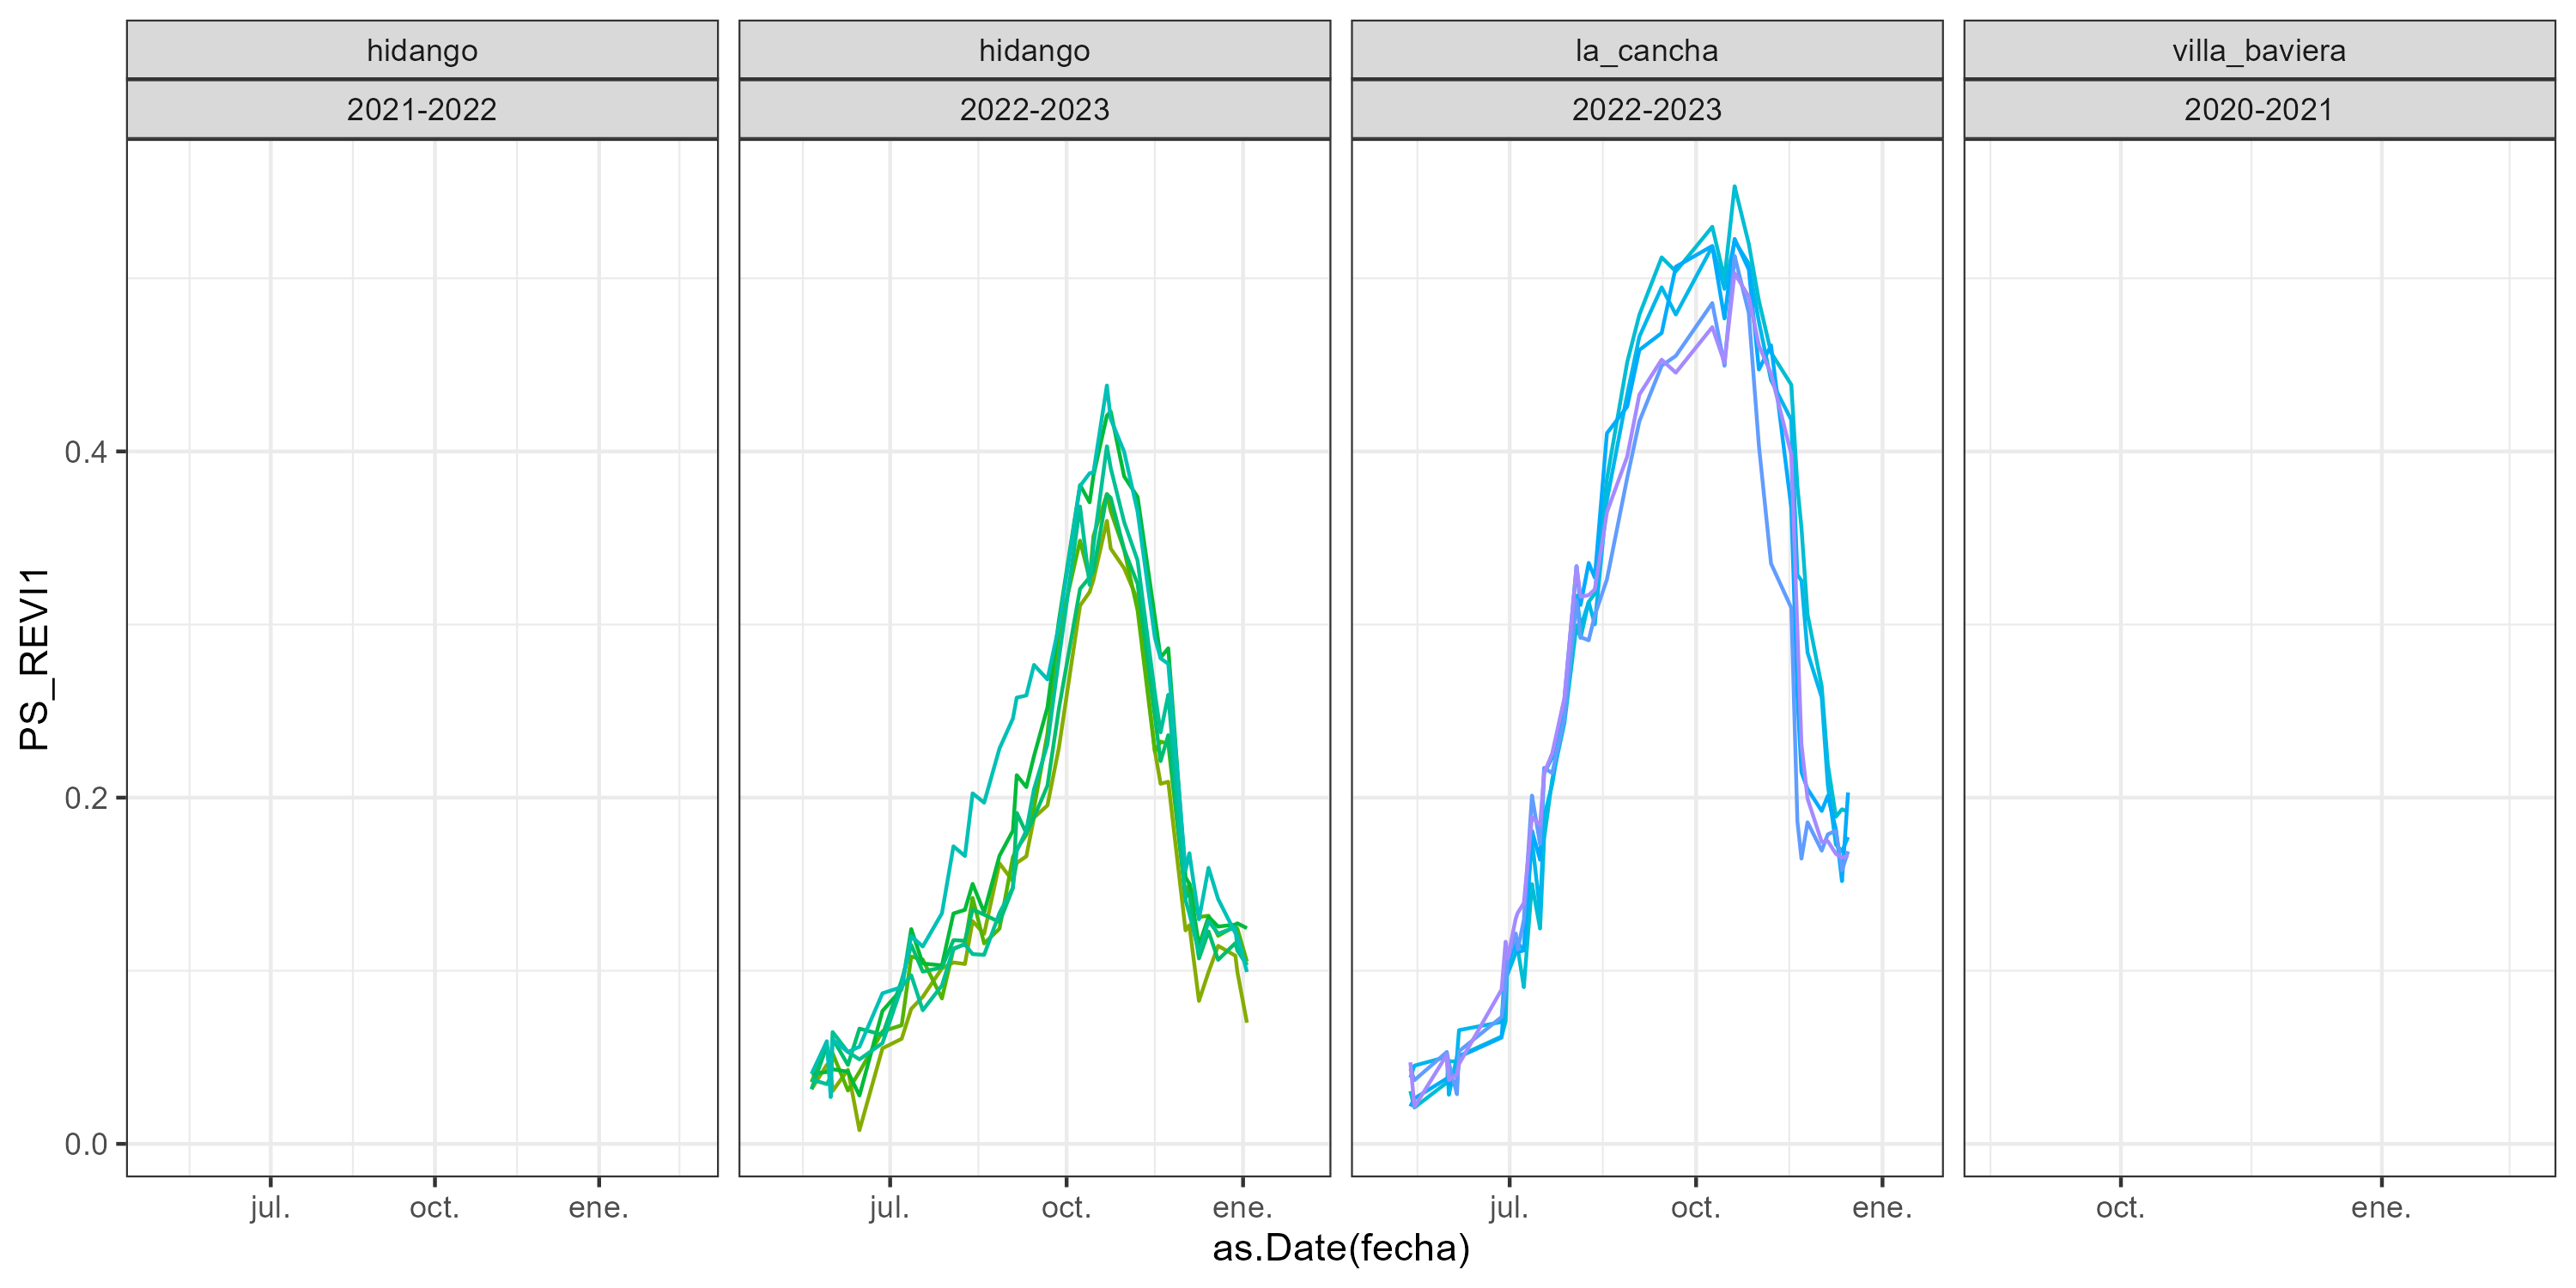 hidango
hidango
la_cancha
villa_baviera
2021-2022
2022-2023
2022-2023
2020-2021
PS_REVI1
0.4
0.2
0.0
jul.
oct.
ene.
jul.
oct.
ene.
jul.
oct.
ene.
oct.
ene.
as.Date(fecha)